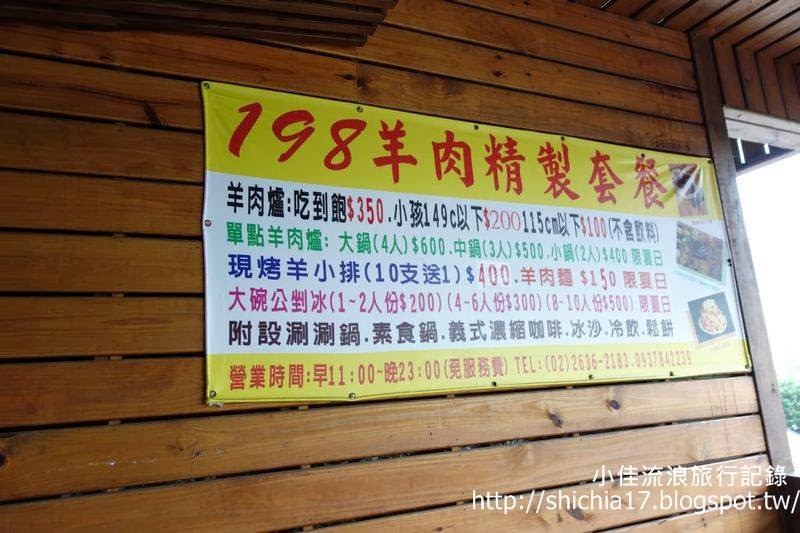 198羊肉精製套餐
羊肉爐:吃到飽$350.小孩149c以下$200 115cm以下$100(不含飲料)
單點羊肉爐: 大鍋(4人)$600.中鍋(3人)$500.小鍋(2人)$400 限夏日
現烤羊小排(10支送1)$400.羊肉麵 $150 限夏日
大碗公剉冰(1~2人份$200)(4~6人份$300)(8~10人份$500) 限夏日
附設涮涮鍋.素食鍋.義式濃縮咖啡.冰沙.冷飲.鬆餅
營業時間:早11:00~晚23:00(免服務費) TEL:(02)2636-2183.0937842239
小佳流浪旅行記錄
http://shichia17.blogspot.tw/